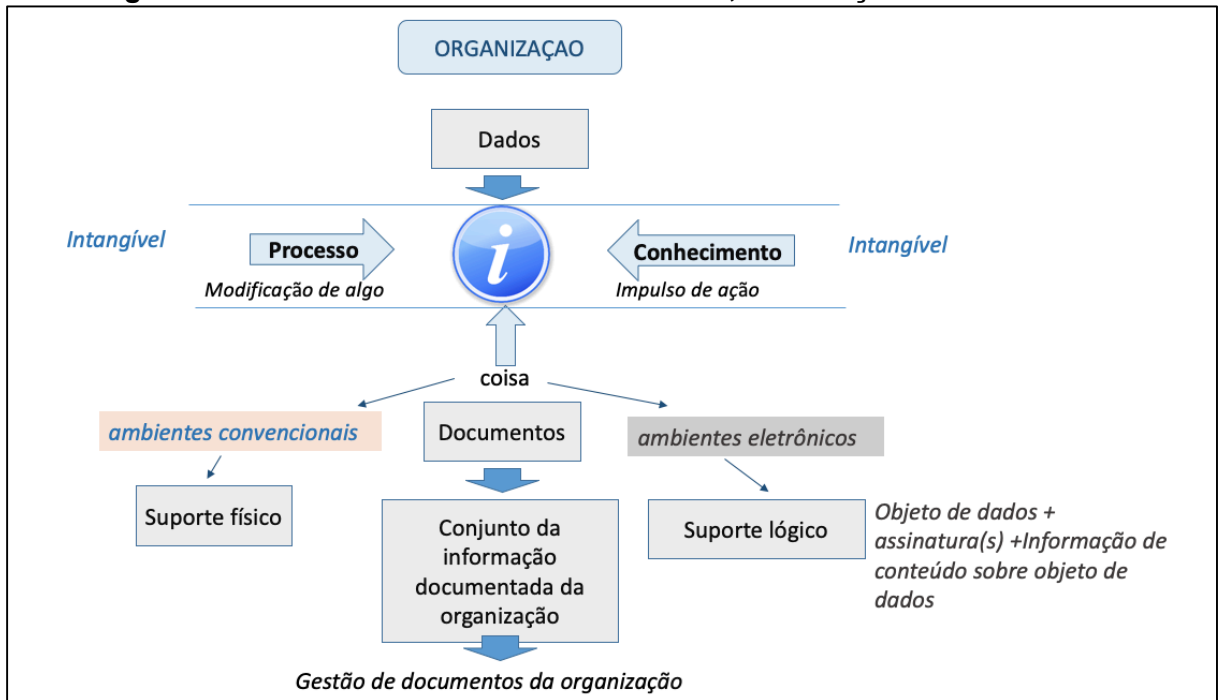 ORGANIZAÇAO
Dados
Intangível
Processo
i
Conhecimento
Intangível
Modificação de algo
Impulso de ação
coisa
ambientes convencionais
Documentos
ambientes eletrônicos
Suporte físico
Conjunto da
informação
documentada da
organização
Suporte lógico
Objeto de dados +
assinatura(s) +Informação de
conteúdo sobre objeto de
dados
Gestão de documentos da organização